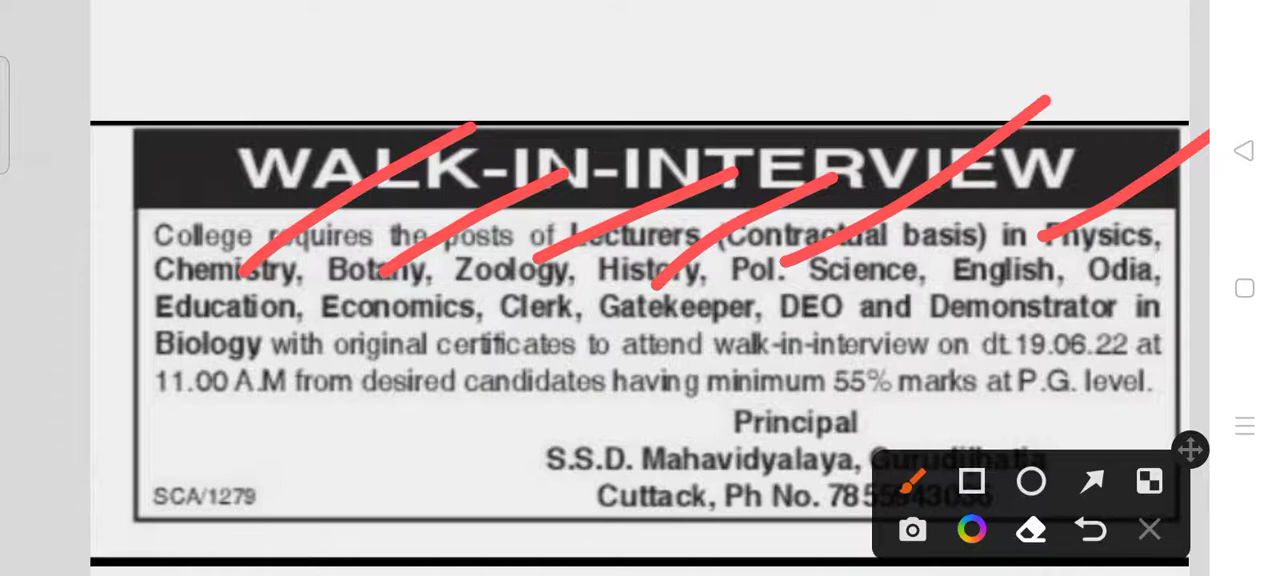 WALK-IN-INTERVIEW
College requires the posts of Lecturers (Contractual basis) in Physics,
Chemistry, Botany, Zoology, History, Pol. Science, English, Odia,
Education, Economics, Clerk, Gatekeeper, DEO and Demonstrator in
Biology with original certificates to attend walk-in-interview on dt.19.06.22 at
11.00 A.M from desired candidates having minimum 55% marks at P.G. level.
Principal
S.S.D. Mahavidyalaya,
Cuttack, Ph No.
SCA/1279